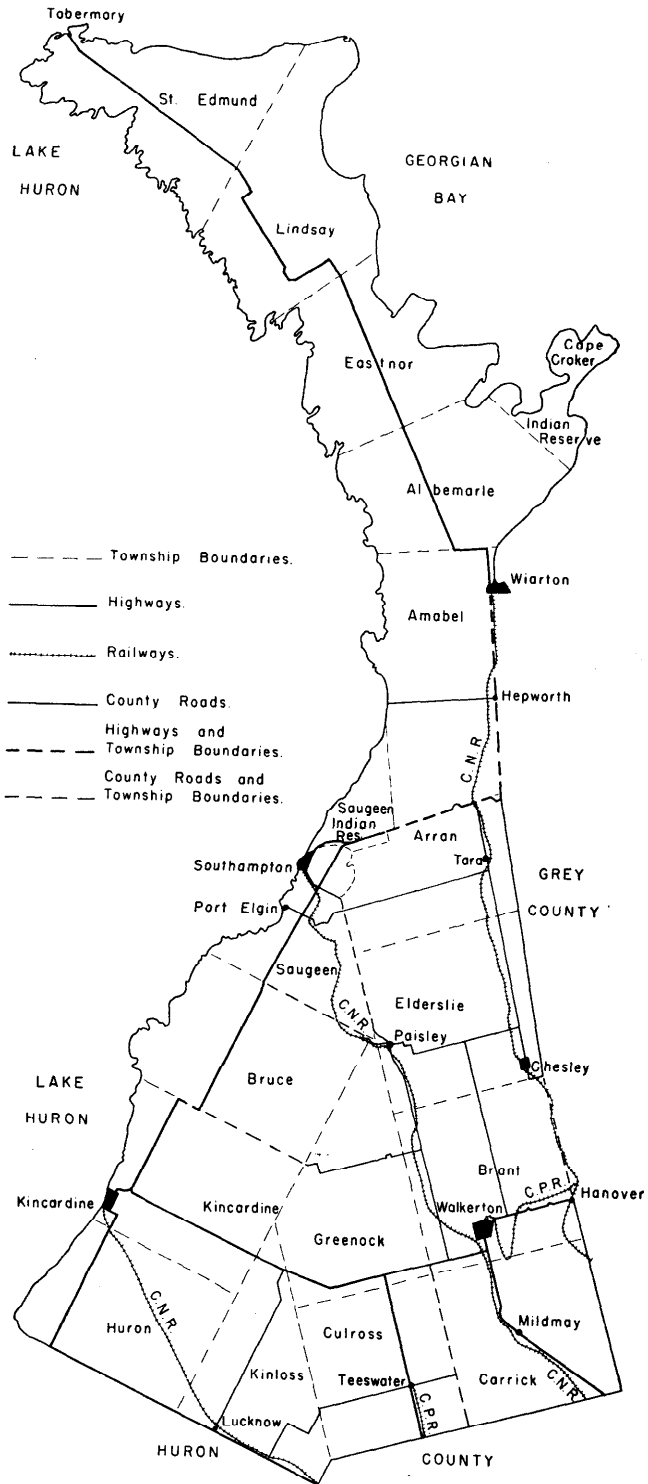 Tobermory
St. Edmund
LAKE
HURON
GEORGIAN
BAY
Lindsay
Cape
Croker
Eastnor
Indian
Reserve
Albemarle
Township Boundaries.
Wiarton
Highways.
Amabel
Railways.
County Roads.
Hepworth
Highways and
Township Boundaries.
C.N.R
County Roads and
Township Boundaries.
Saugeen
Indian
Res.
Arran
Southampton
Tara
GREY
COUNTY
Port Elgin
Saugeen
Elderslie
C.N.R.
Paisley
Chesley
LAKE
HURON
Bruce
Brant
C.P.R.
Hanover
Kincardine
Kincardine
Walkerton
Greenock
C.N.R.
Huron
Culross
Mildmay
Kinloss
Teeswater
C.P.R.
Carrick
C.N.R.
Lucknow
HURON
COUNTY